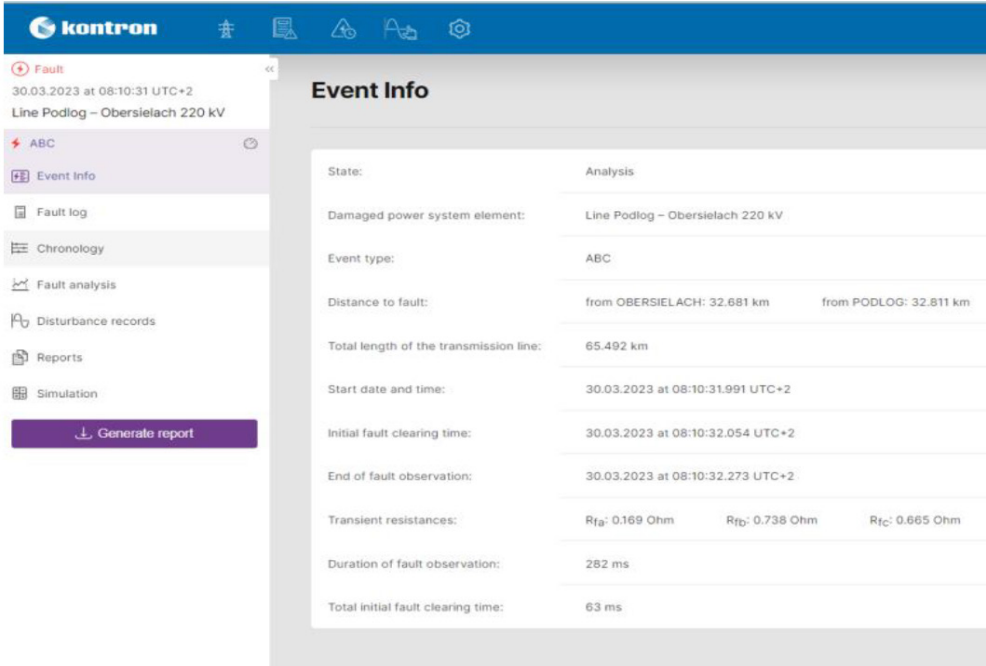 kontron
Fault
30.03.2023 at 08:10:31 UTC+2
Line Podlog – Obersielach 220 kV
ABC
Event Info
Fault log
Chronology
Fault analysis
Disturbance records
Reports
Simulation
Generate report
Event Info
State: Analysis
Damaged power system element: Line Podlog – Obersielach 220 kV
Event type: ABC
Distance to fault: from OBERSIELACH: 32.681 km from PODLOG: 32.811 km
Total length of the transmission line: 65.492 km
Start date and time: 30.03.2023 at 08:10:31.991 UTC+2
Initial fault clearing time: 30.03.2023 at 08:10:32.054 UTC+2
End of fault observation: 30.03.2023 at 08:10:32.273 UTC+2
Transient resistances: Rfa: 0.169 Ohm Rfb: 0.738 Ohm Rfc: 0.665 Ohm
Duration of fault observation: 282 ms
Total initial fault clearing time: 63 ms